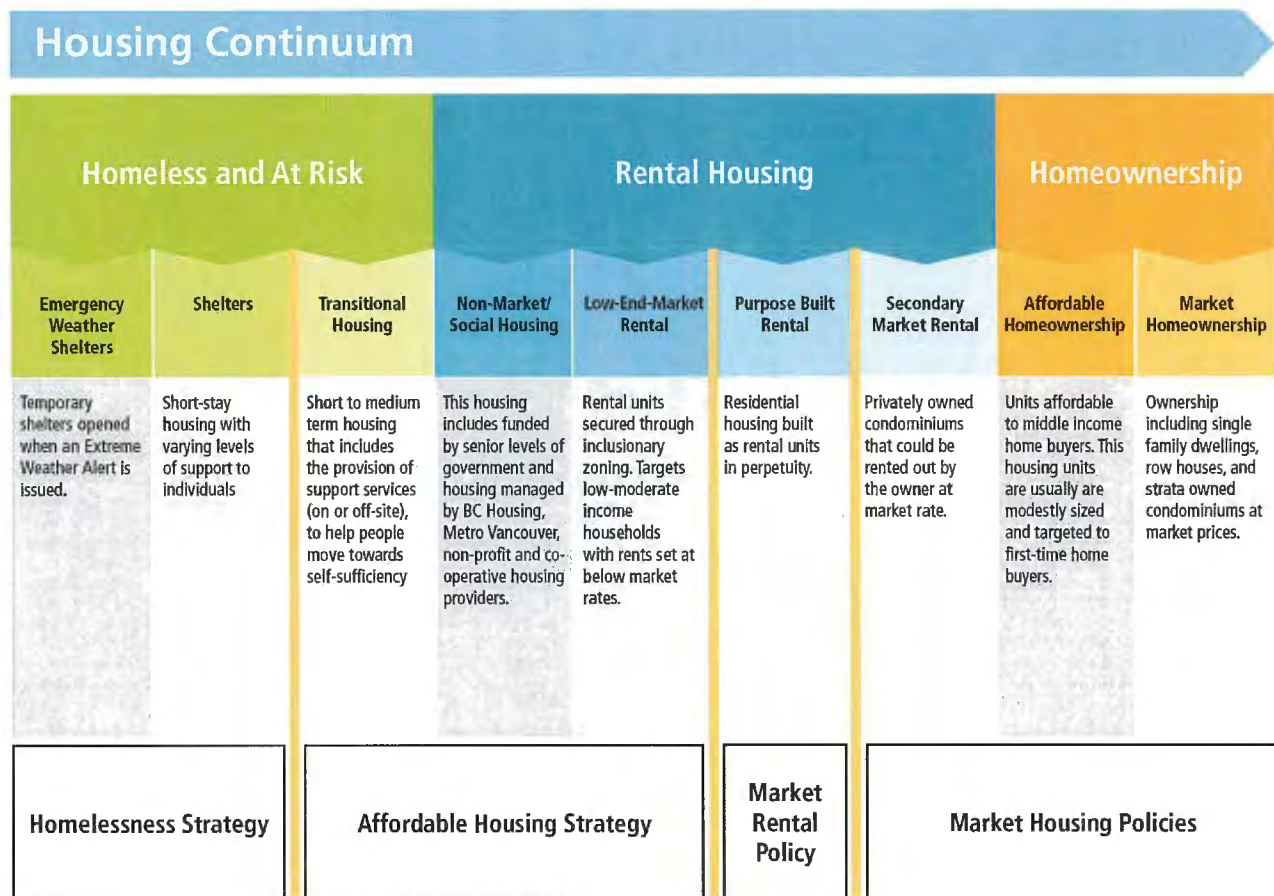 Housing Continuum
Homeless and At Risk
Rental Housing
Homeownership
Emergency
Weather
Shelters
Shelters
Transitional
Housing
Non-Market/
Social Housing
Low-End-Market
Rental
Purpose Built
Rental
Secondary
Market Rental
Affordable
Homeownership
Market
Homeownership
Temporary
shelters opened
when an Extreme
Weather Alert is
issued.
Short-stay
housing with
varying levels
of support to
individuals
Short to medium
term housing
that includes
the provision of
support services
(on or off-site),
to help people
move towards
self-sufficiency
This housing
includes funded
by senior levels of
government and
housing managed
by BC Housing,
Metro Vancouver,
non-profit and co-
operative housing
providers.
Rental units
secured through
inclusionary
zoning. Targets
low-moderate
income
households
with rents set at
below market
rates.
Residential
housing built
as rental units
in perpetuity.
Privately owned
condominiums
that could be
rented out by
the owner at
market rate.
Units affordable
to middle income
home buyers. This
housing units
are usually are
modestly sized
and targeted to
first-time home
buyers.
Ownership
including single
family dwellings,
row houses, and
strata owned
condominiums at
market prices.
Homelessness Strategy
Affordable Housing Strategy
Market
Rental
Policy
Market Housing Policies